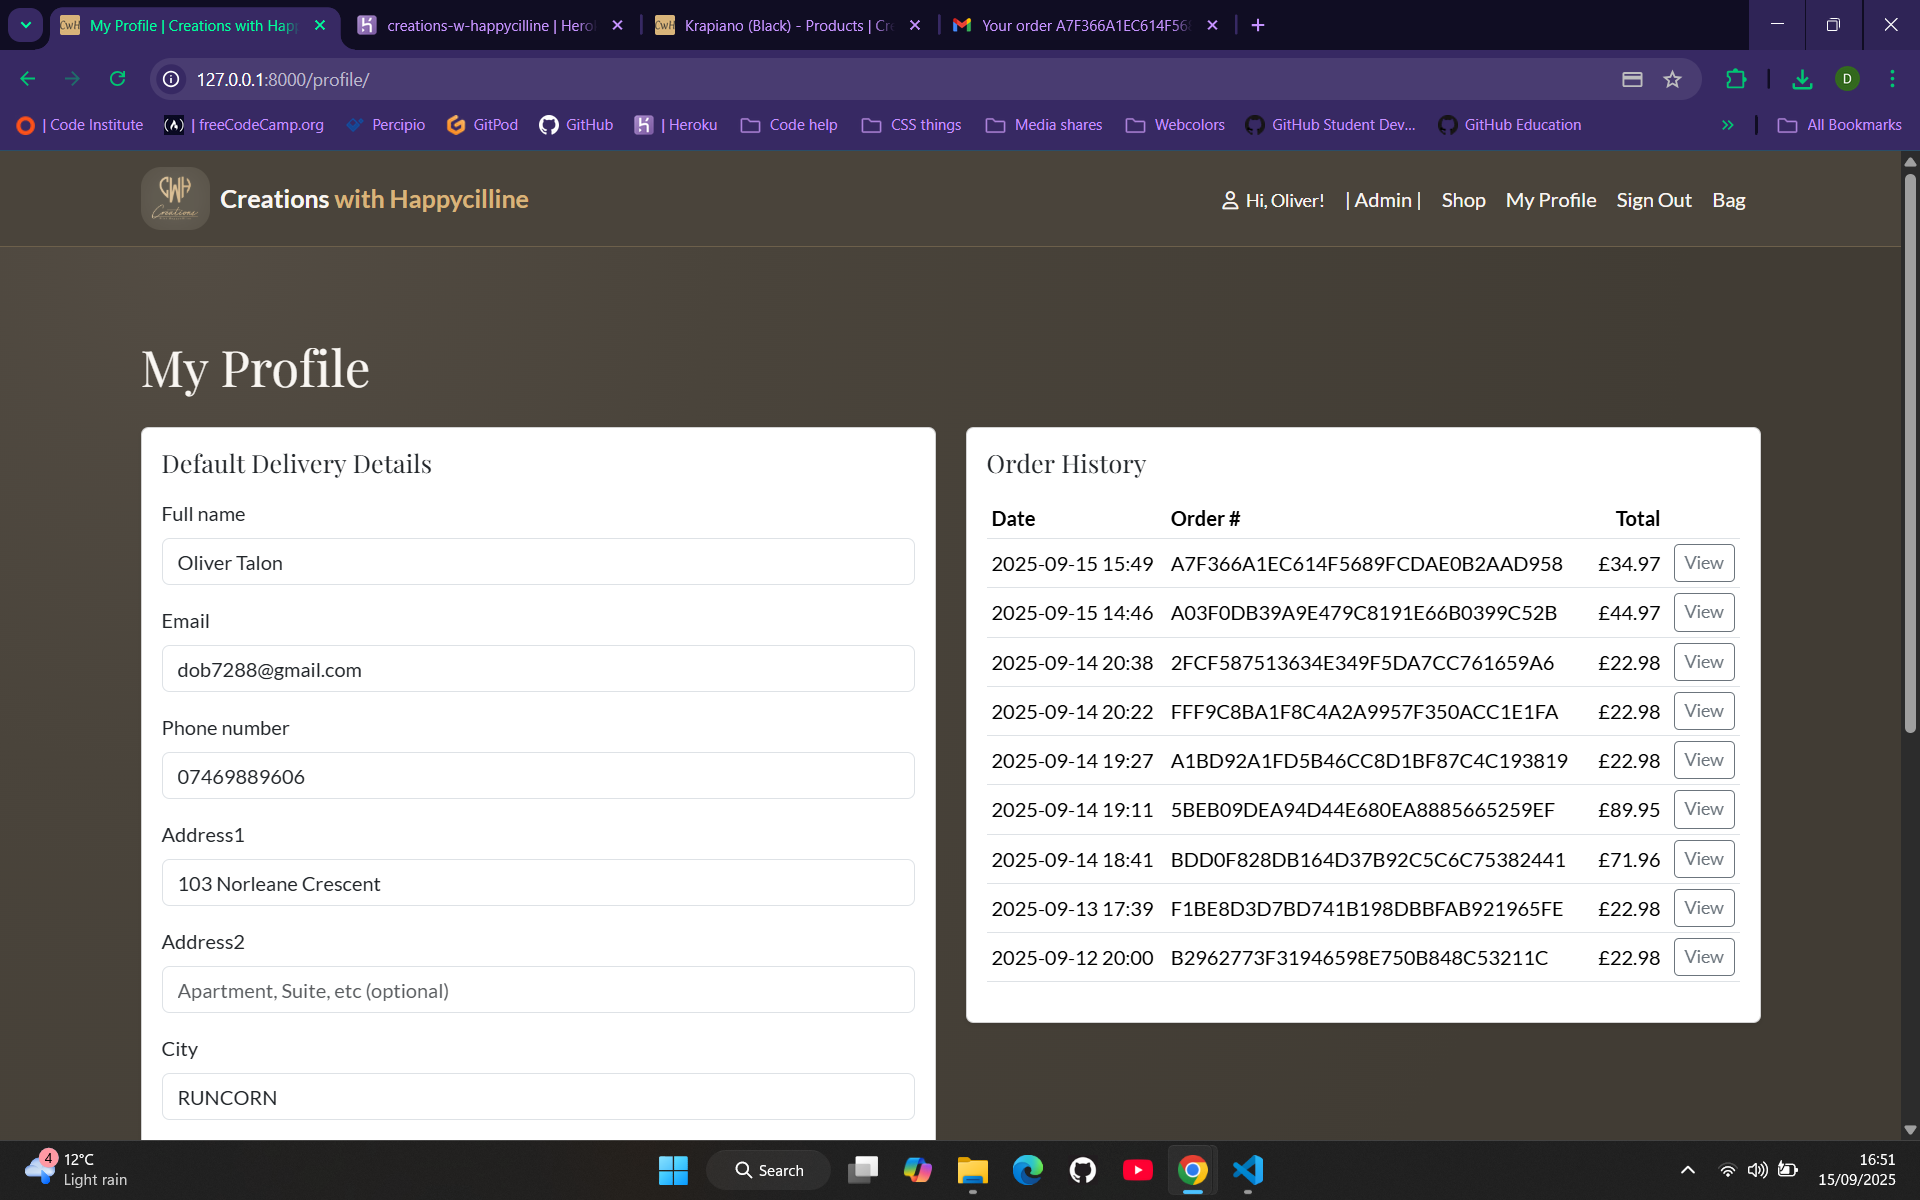 My Profile | Creations with Hap
creations-w-happycilline | Hero
Krapiano (Black) - Products | Cr
Your order A7F366A1EC614F56
127.0.0.1:8000/profile/
D
| Code Institute
| freeCodeCamp.org
Percipio
GitPod
GitHub
| Heroku
Code help
CSS things
Media shares
Webcolors
GitHub Student Dev...
GitHub Education
All Bookmarks
CWH
Creations
Creations with Happycilline
Hi, Oliver!
| Admin |
Shop
My Profile
Sign Out
Bag
My Profile
Default Delivery Details
Full name
Oliver Talon
Email
dob7288@gmail.com
Phone number
07469889606
Address1
103 Norleane Crescent
Address2
Apartment, Suite, etc (optional)
City
RUNCORN
Order History
Date Order # Total
2025-09-15 15:49 A7F366A1EC614F5689FCDAE0B2AAD958 £34.97 View
2025-09-15 14:46 A03F0DB39A9E479C8191E66B0399C52B £44.97 View
2025-09-14 20:38 2FCF587513634E349F5DA7CC761659A6 £22.98 View
2025-09-14 20:22 FFF9C8BA1F8C4A2A9957F350ACC1E1FA £22.98 View
2025-09-14 19:27 A1BD92A1FD5B46CC8D1BF87C4C193819 £22.98 View
2025-09-14 19:11 5BEB09DEA94D44E680EA8885665259EF £89.95 View
2025-09-14 18:41 BDD0F828DB164D37B92C5C6C75382441 £71.96 View
2025-09-13 17:39 F1BE8D3D7BD741B198DBBFAB921965FE £22.98 View
2025-09-12 20:00 B2962773F31946598E750B848C53211C £22.98 View
4
12°C
Light rain
Search
16:51
15/09/2025